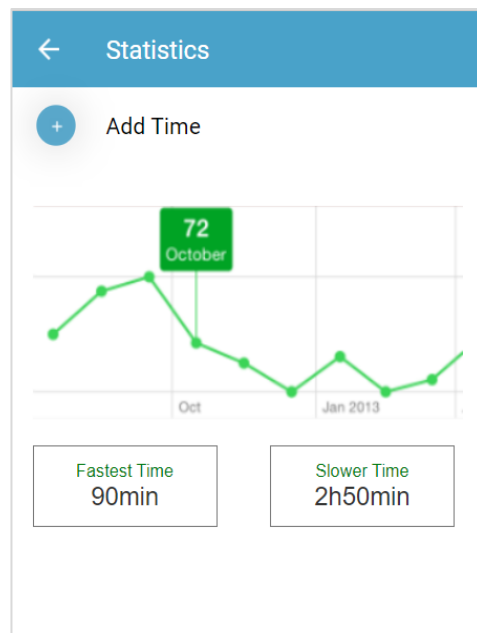 Statistics
+ Add Time
72
October
Oct
Jan 2013
Fastest Time
90min
Slower Time
2h50min